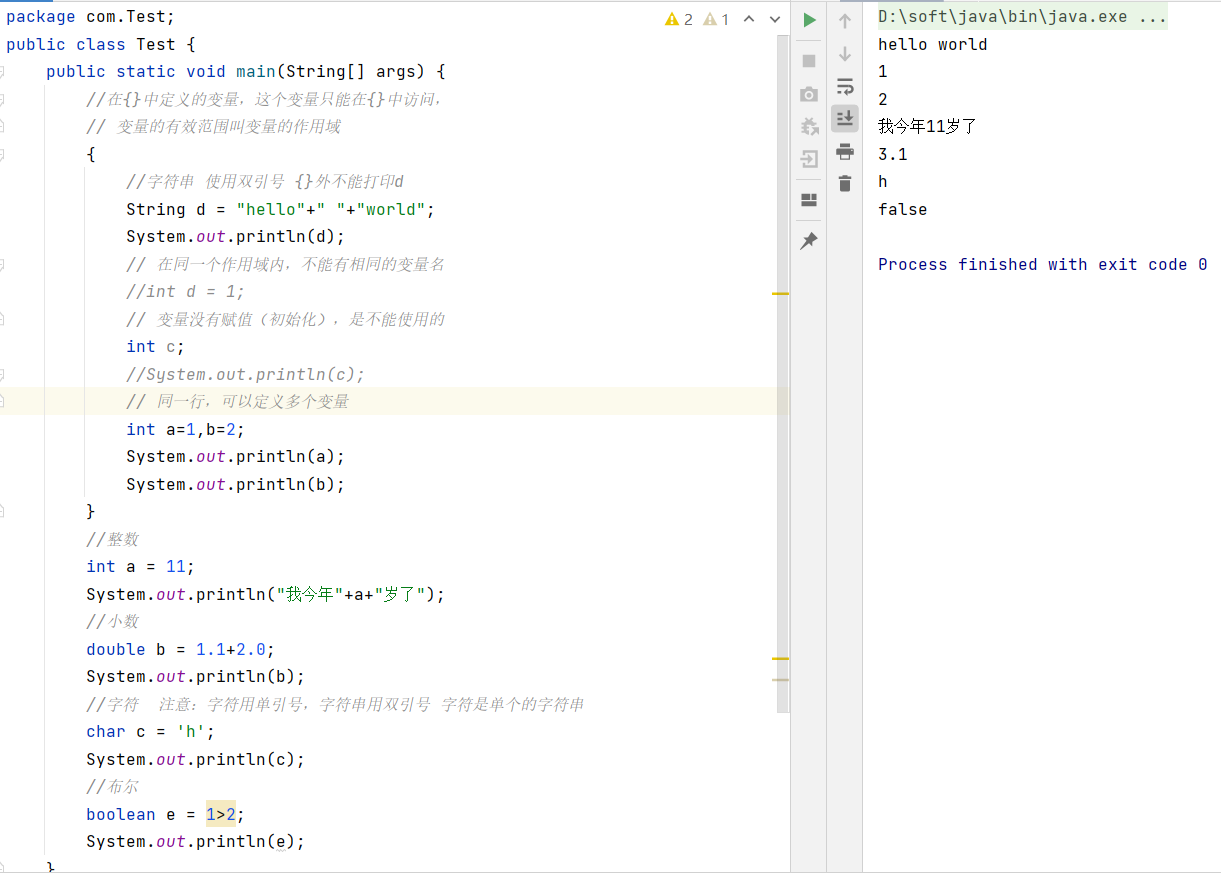 package com.Test;
2 1
public class Test {
public static void main(String[] args) {
//在{}中定义的变量，这个变量只能在{}中访问，
// 变量的有效范围叫变量的作用域
{
//字符串 使用双引号 {}外不能打印d
String d = "hello"+" "+"world";
System.out.println(d);
// 在同一个作用域内，不能有相同的变量名
//int d = 1;
// 变量没有赋值（初始化），是不能使用的
int c;
//System.out.println(c);
// 同一行，可以定义多个变量
int a=1,b=2;
System.out.println(a);
System.out.println(b);
}
//整数
int a = 11;
System.out.println("我今年"+a+"岁了");
//小数
double b = 1.1+2.0;
System.out.println(b);
//字符  注意：字符用单引号，字符串用双引号 字符是单个的字符串
char c = 'h';
System.out.println(c);
//布尔
boolean e = 1>2;
System.out.println(e);
}
D:\soft\java\bin\java.exe ...
hello world
1
2
我今年11岁了
3.1
h
false
Process finished with exit code 0